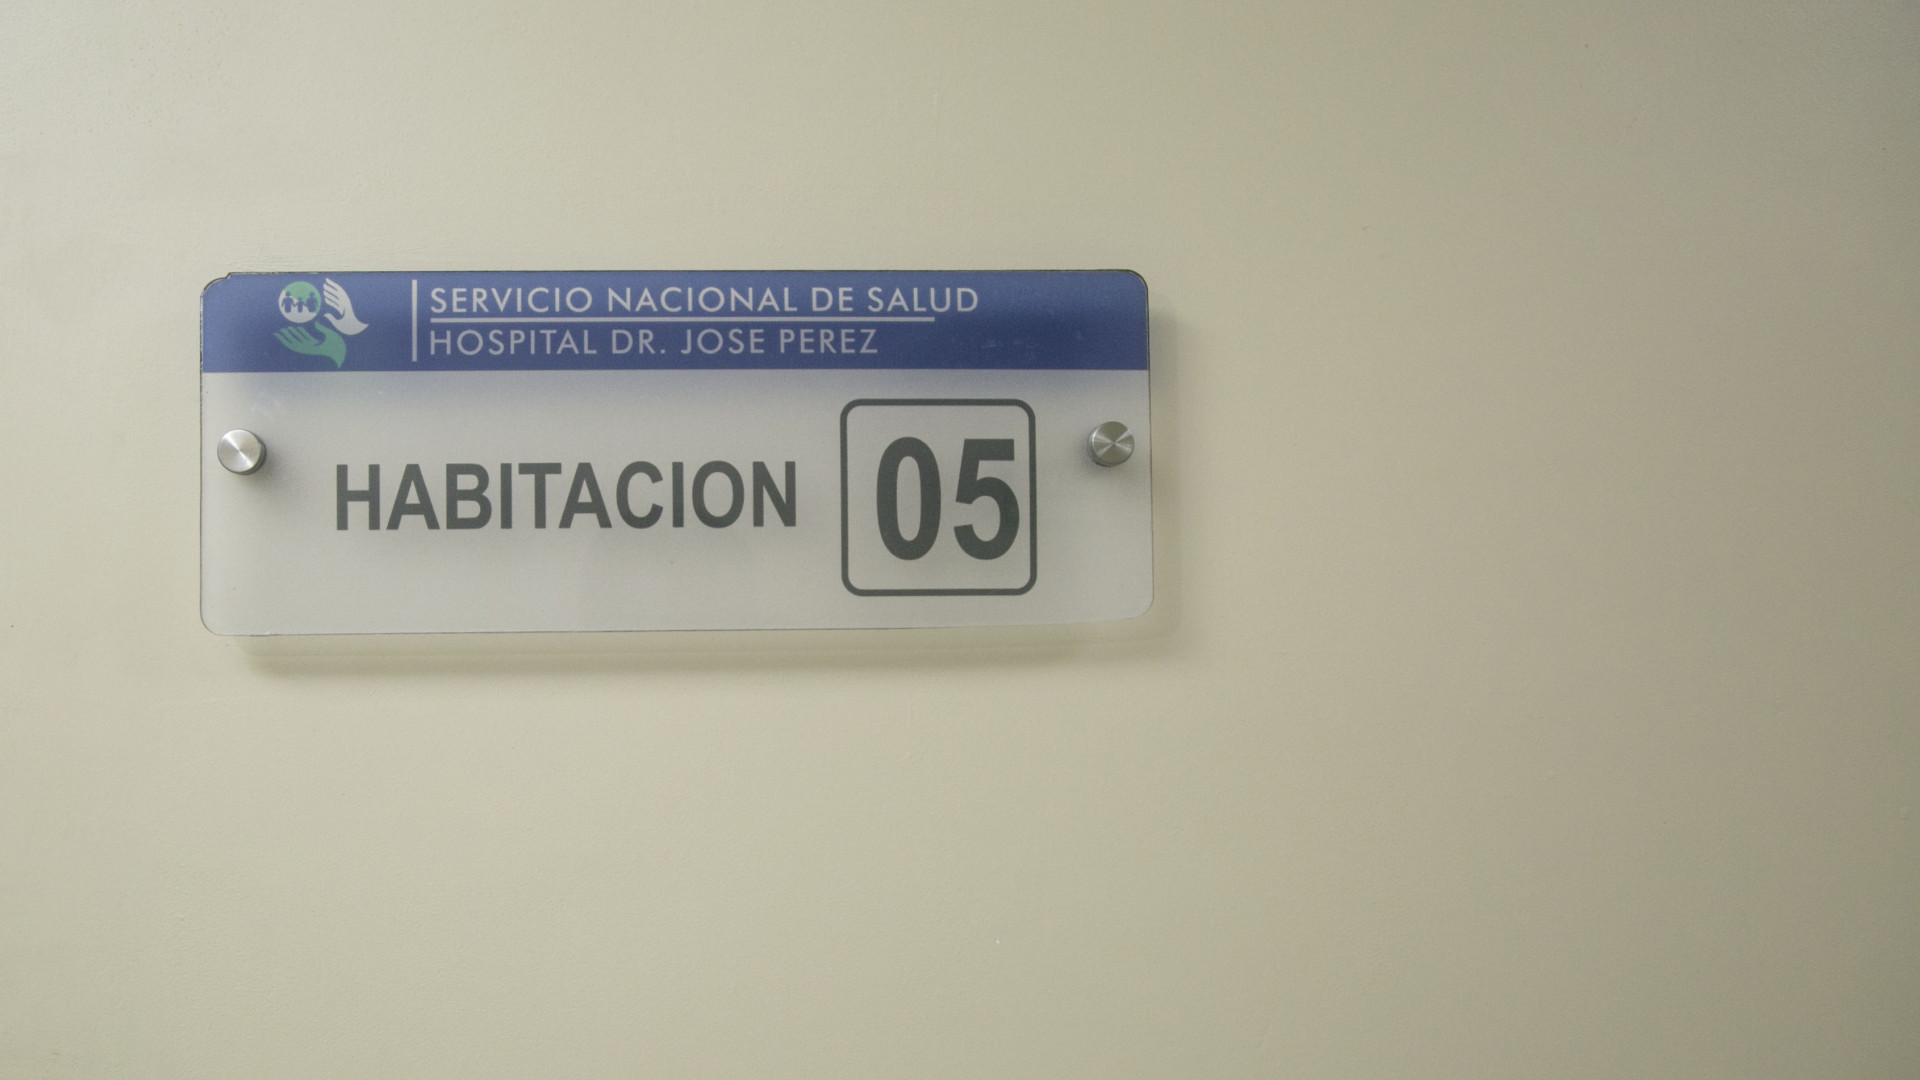 SERVICIO NACIONAL DE SALUD
HOSPITAL DR. JOSE PEREZ
HABITACION 05